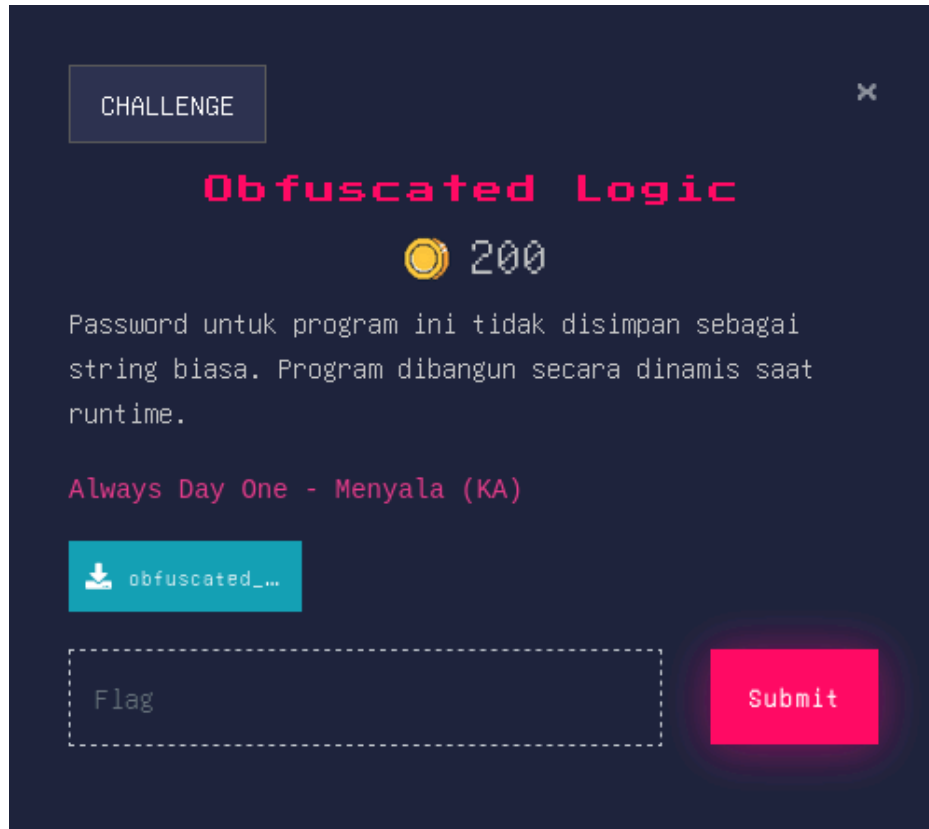 CHALLENGE
×
Obfuscated Logic
200
Password untuk program ini tidak disimpan sebagai
string biasa. Program dibangun secara dinamis saat
runtime.
Always Day One - Menyala (KA)
obfuscated_…
Flag
Submit